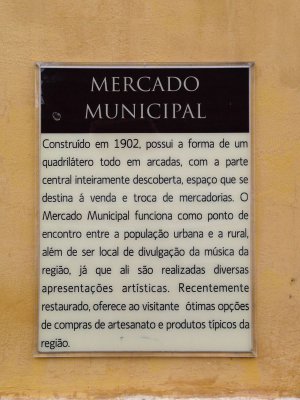 MERCADO
MUNICIPAL
Construído em 1902, possui a forma de um
quadrilátero todo em arcadas, com a parte
central inteiramente descoberta, espaço que se
destina á venda e troca de mercadorias. O
Mercado Municipal funciona como ponto de
encontro entre a população urbana e a rural,
além de ser local de divulgação da música da
região, já que ali são realizadas diversas
apresentações artísticas. Recentemente
restaurado, oferece ao visitante ótimas opções
de compras de artesanato e produtos típicos da
região.